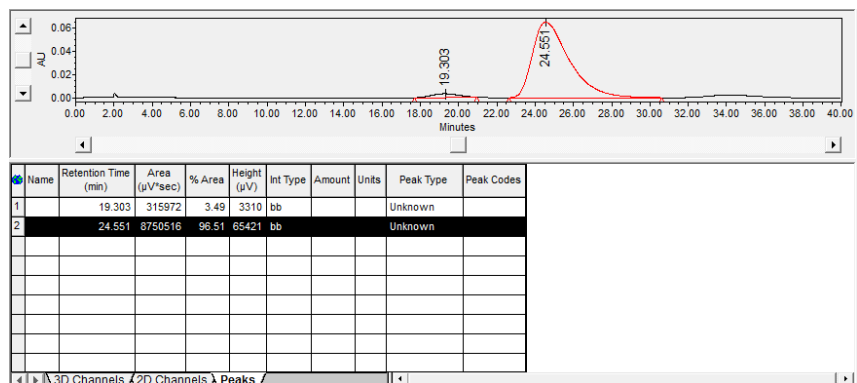 0.06
0.04
0.02
0.00
AU
19.303
24.551
0.00 2.00 4.00 6.00 8.00 10.00 12.00 14.00 16.00 18.00 20.00 22.00 24.00 26.00 28.00 30.00 32.00 34.00 36.00 38.00 40.00
Minutes
Name Retention Time (min) Area (µV*sec) % Area Height (µV) Int Type Amount Units Peak Type Peak Codes
1 19.303 315972 3.49 3310 bb Unknown
2 24.551 8750516 96.51 65421 bb Unknown
3D Channels 2D Channels Peaks